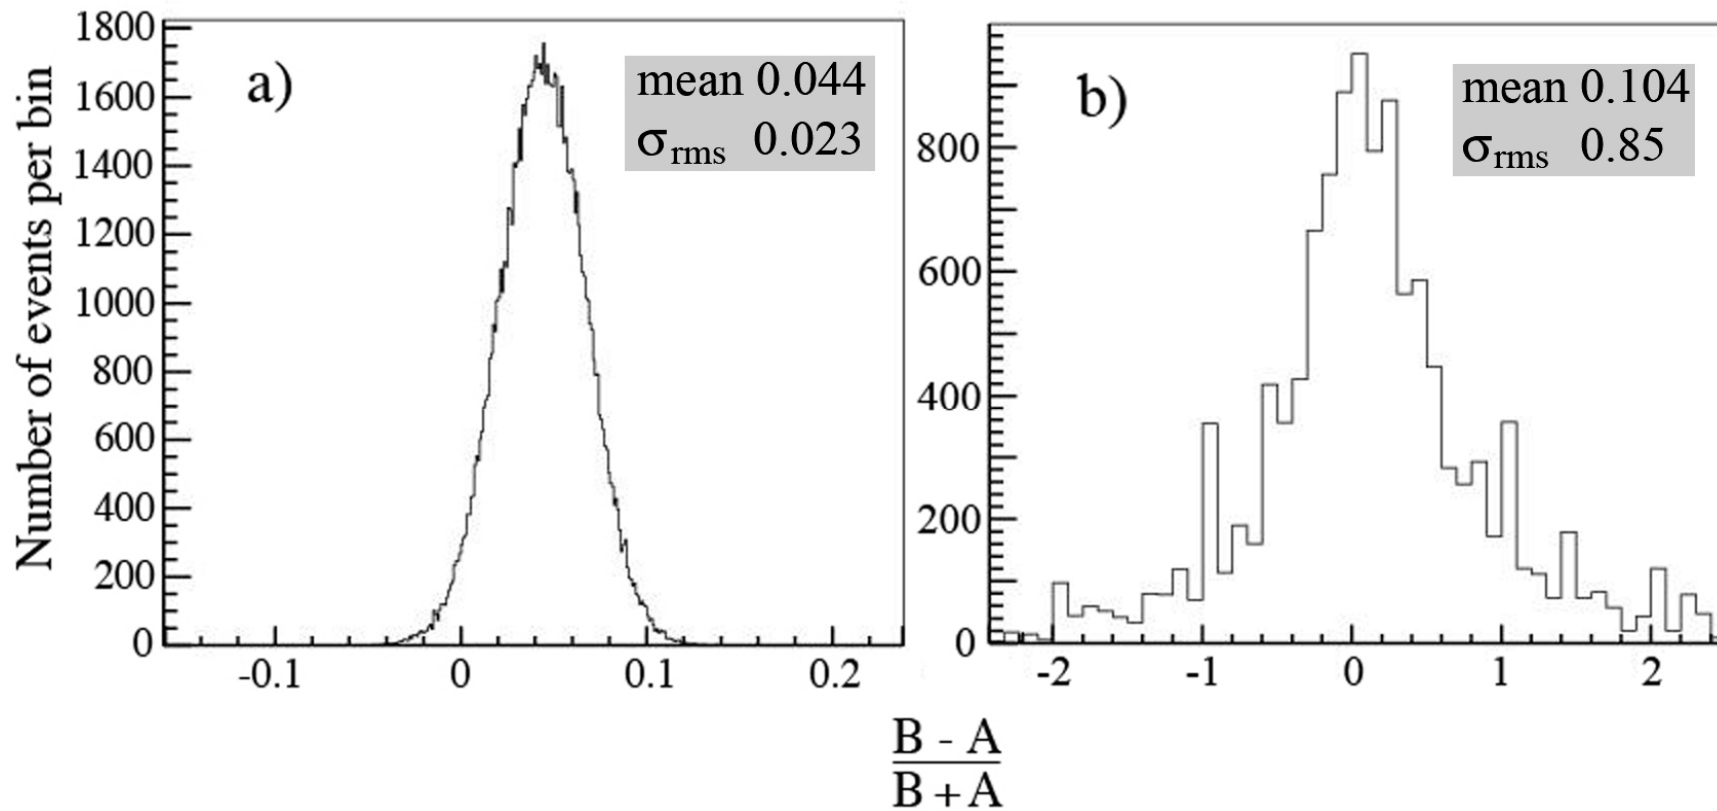 Number of events per bin
1800
1600
1400
1200
1000
800
600
400
200
0
-0.1 0 0.1 0.2
a)
mean 0.044
σrms 0.023
800
600
400
200
0
-2 -1 0 1 2
b)
mean 0.104
σrms 0.85
B - A
B + A